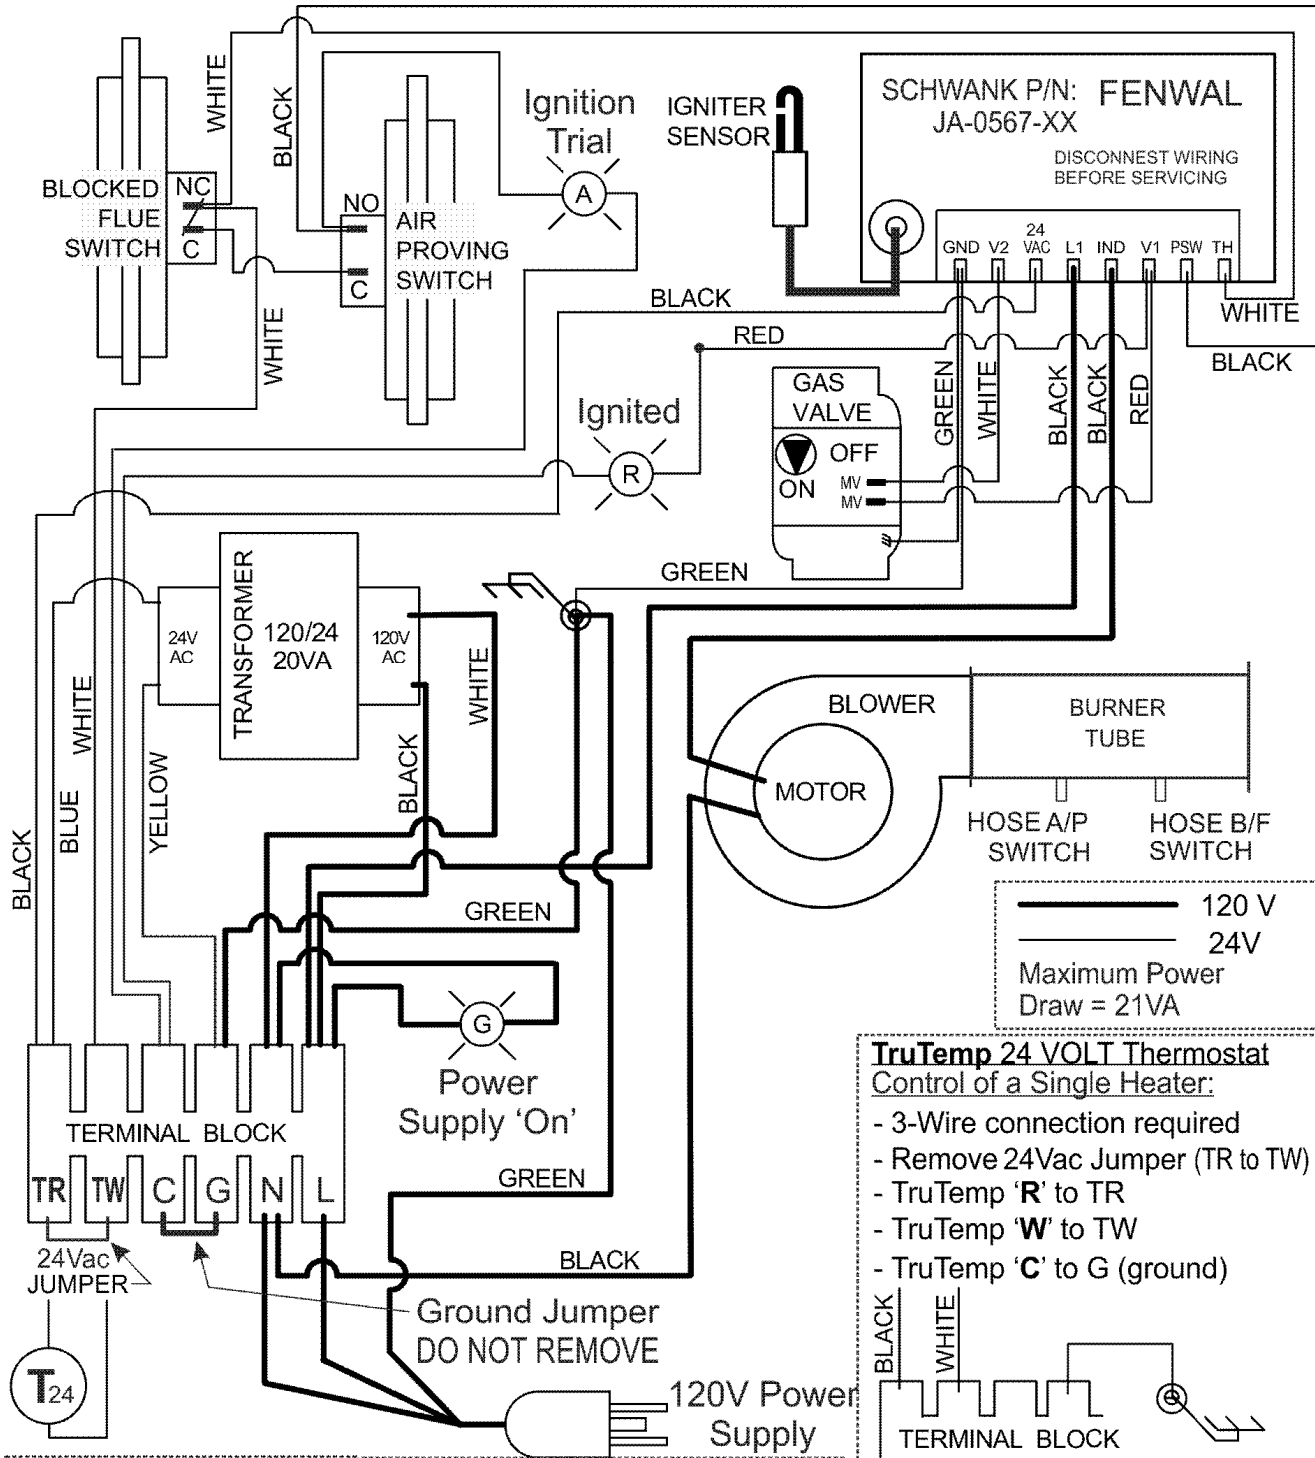 WHITE
BLACK
Ignition
Trial
A
IGNITER
SENSOR
SCHWANK P/N: FENWAL
JA-0567-XX
DISCONNEST WIRING
BEFORE SERVICING
GND V2 24 VAC L1 IND V1 PSW TH
BLOCKED
FLUE
SWITCH
NC
C
NO
C
AIR
PROVING
SWITCH
WHITE
BLACK
RED
WHITE
BLACK
GREEN
WHITE
BLACK
BLACK
RED
Ignited
R
GAS
VALVE
OFF
ON
MV
MV
GREEN
TRANSFORMER
24V
AC
120/24
20VA
120V
AC
WHITE
BLACK
BLACK
BLUE
WHITE
YELLOW
BLOWER
MOTOR
BURNER
TUBE
HOSE A/P
SWITCH
HOSE B/F
SWITCH
GREEN
120 V
24V
Maximum Power
Draw = 21VA
G
Power
Supply ‘On’
TERMINAL BLOCK
TR TW C G N L
GREEN
BLACK
24Vac
JUMPER
Ground Jumper
DO NOT REMOVE
T24
120V Power
Supply
TruTemp 24 VOLT Thermostat
Control of a Single Heater:
- 3-Wire connection required
- Remove 24Vac Jumper (TR to TW)
- TruTemp ‘R’ to TR
- TruTemp ‘W’ to TW
- TruTemp ‘C’ to G (ground)
BLACK
WHITE
TERMINAL BLOCK